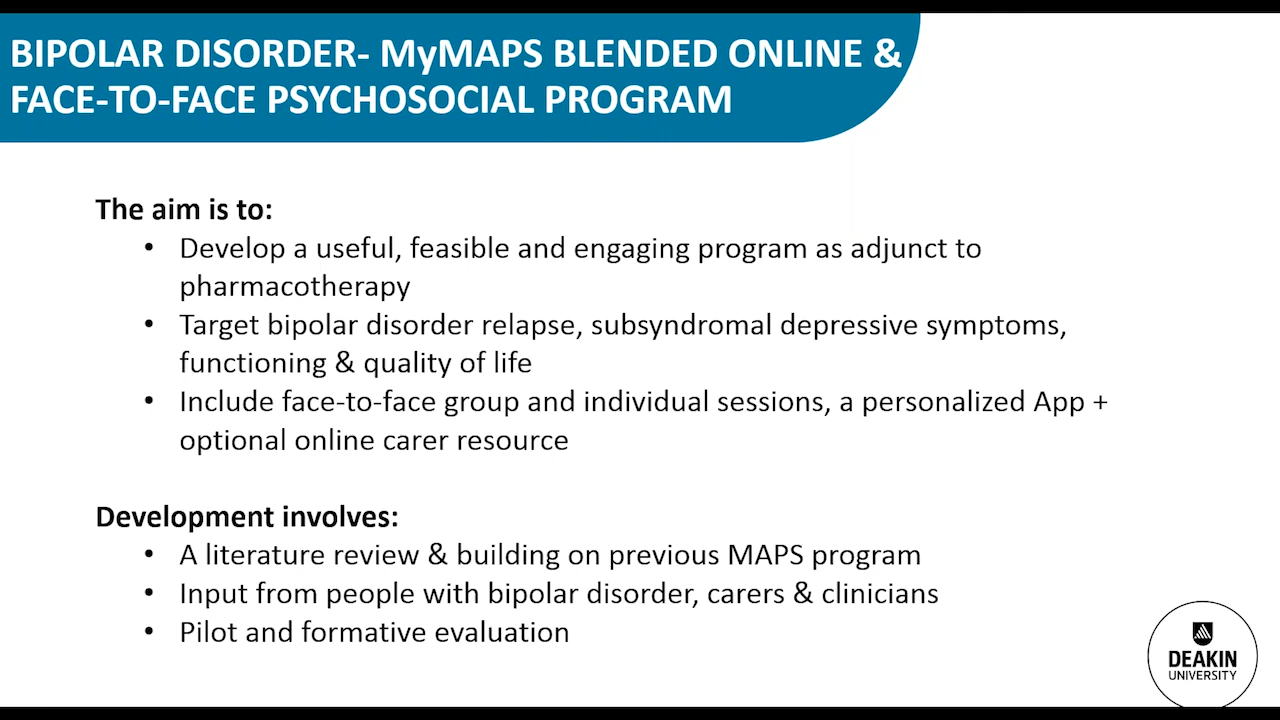 BIPOLAR DISORDER- MyMAPS BLENDED ONLINE &
FACE-TO-FACE PSYCHOSOCIAL PROGRAM
The aim is to:
• Develop a useful, feasible and engaging program as adjunct to
pharmacotherapy
• Target bipolar disorder relapse, subsyndromal depressive symptoms,
functioning & quality of life
• Include face-to-face group and individual sessions, a personalized App +
optional online carer resource
Development involves:
• A literature review & building on previous MAPS program
• Input from people with bipolar disorder, carers & clinicians
• Pilot and formative evaluation
DEAKIN
UNIVERSITY